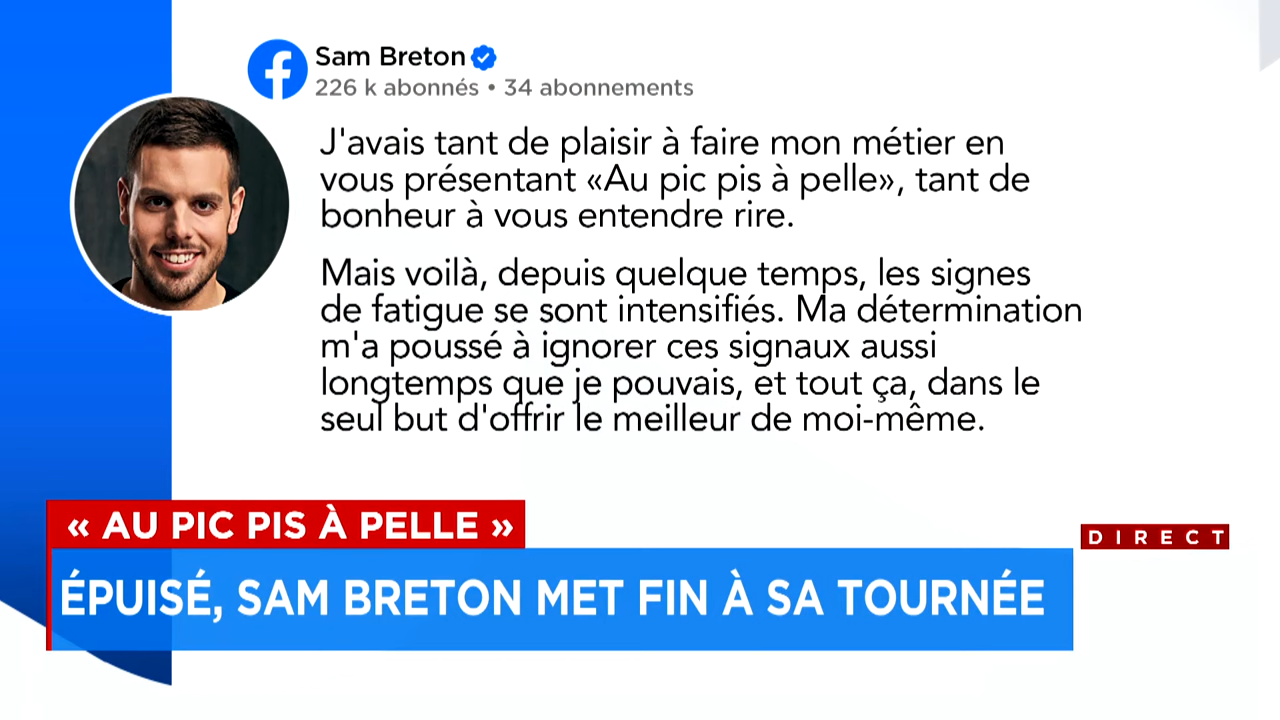 Sam Breton
226 k abonnés • 34 abonnements
J'avais tant de plaisir à faire mon métier en
vous présentant «Au pic pis à pelle», tant de
bonheur à vous entendre rire.
Mais voilà, depuis quelque temps, les signes
de fatigue se sont intensifiés. Ma détermination
m'a poussé à ignorer ces signaux aussi
longtemps que je pouvais, et tout ça, dans le
seul but d'offrir le meilleur de moi-même.
« AU PIC PIS À PELLE »
DIRECT
ÉPUISÉ, SAM BRETON MET FIN À SA TOURNÉE